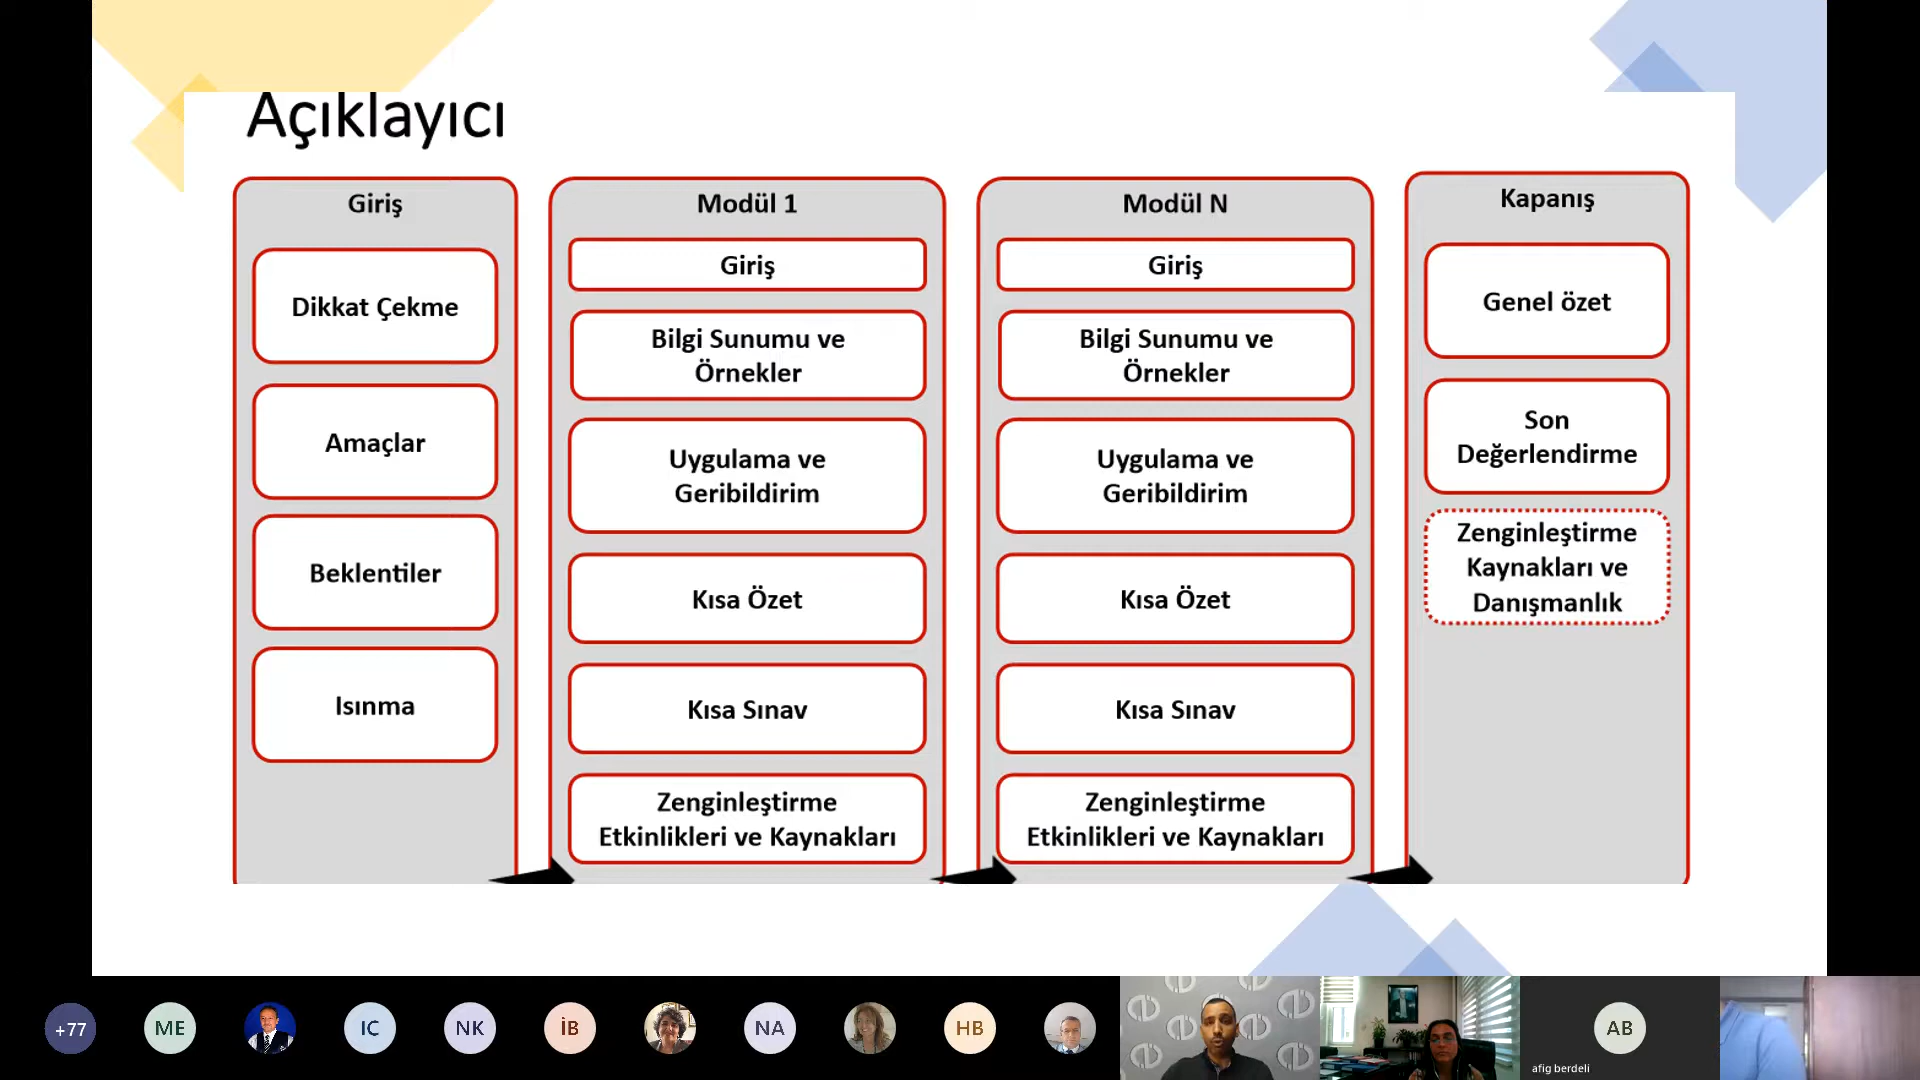 Açıklayıcı
Giriş
Dikkat Çekme
Amaçlar
Beklentiler
Isınma
Modül 1
Giriş
Bilgi Sunumu ve
Örnekler
Uygulama ve
Geribildirim
Kısa Özet
Kısa Sınav
Zenginleştirme
Etkinlikleri ve Kaynakları
Modül N
Giriş
Bilgi Sunumu ve
Örnekler
Uygulama ve
Geribildirim
Kısa Özet
Kısa Sınav
Zenginleştirme
Etkinlikleri ve Kaynakları
Kapanış
Genel özet
Son
Değerlendirme
Zenginleştirme
Kaynakları ve
Danışmanlık
+77
ME
IC
NK
İB
NA
HB
AB
afig berdeli